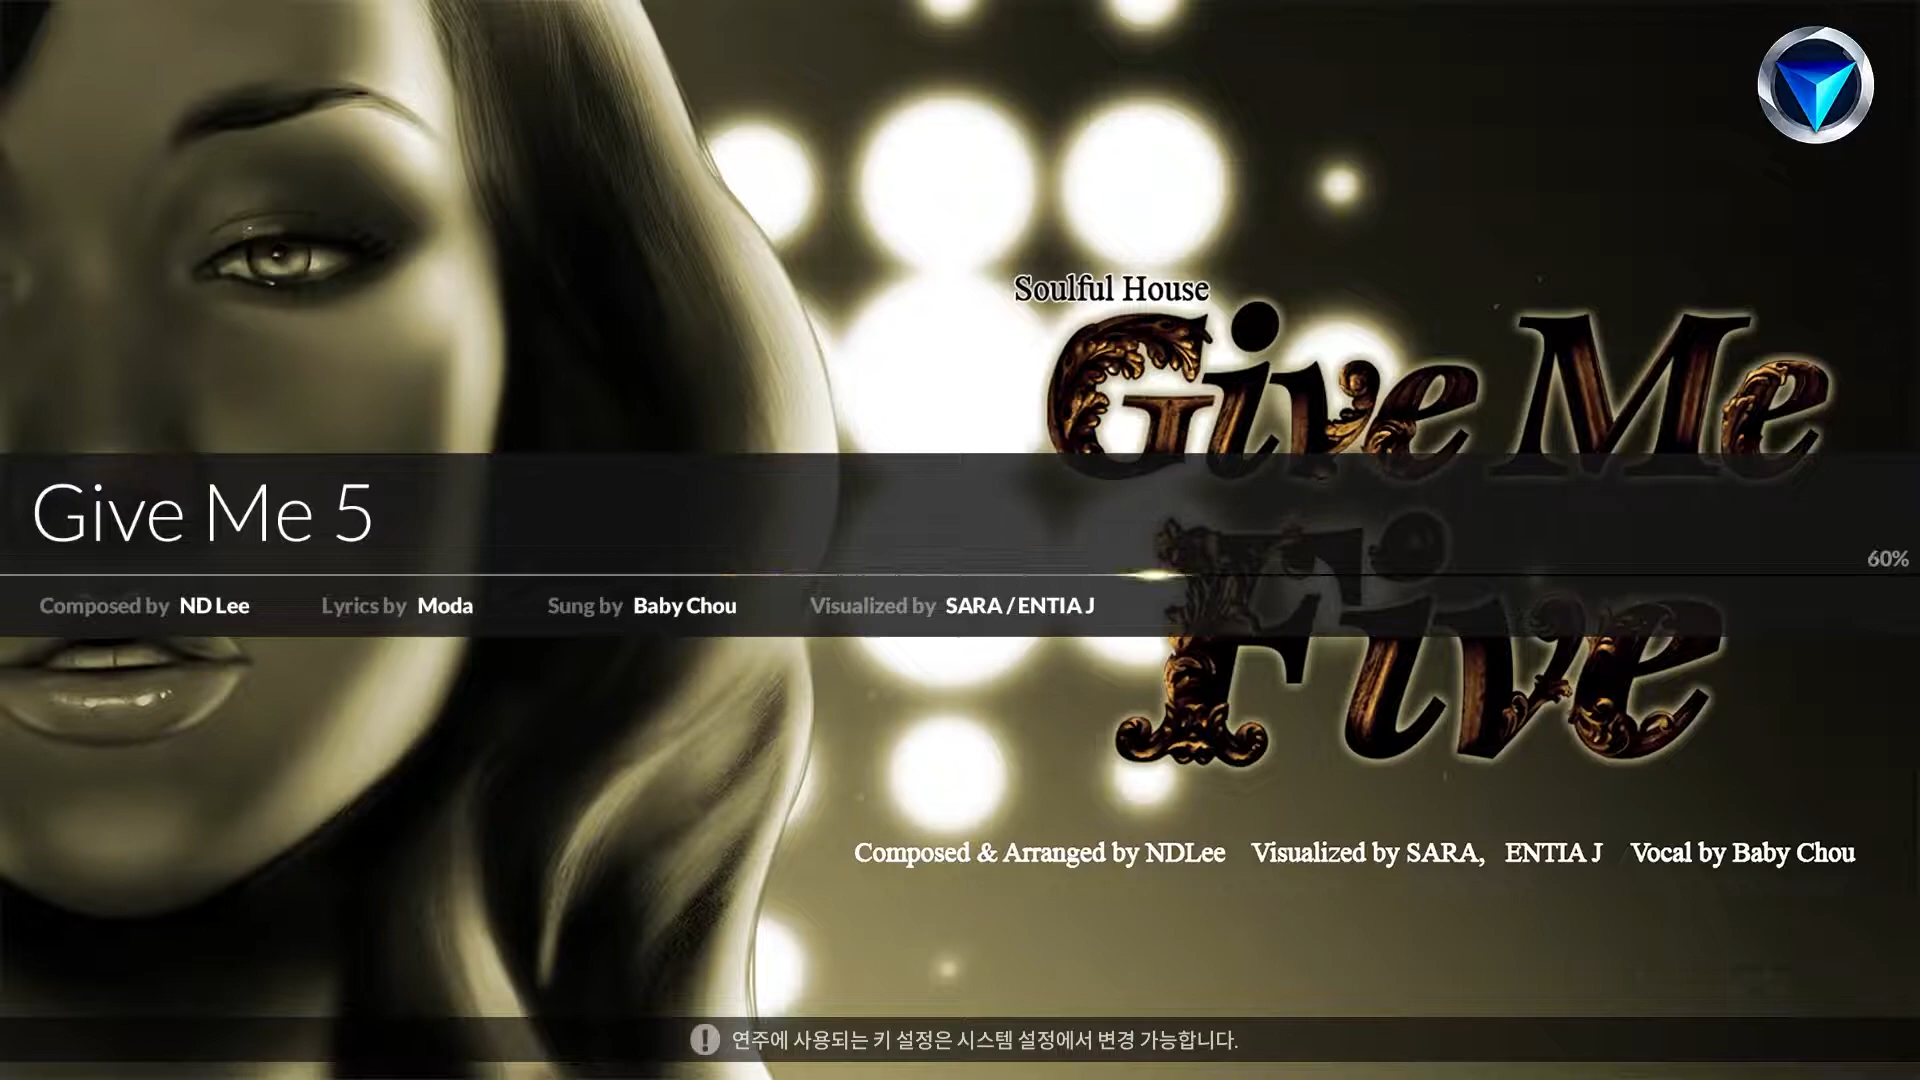 Soulful House
Give Me
Five
Give Me 5
60%
Composed by ND Lee Lyrics by Moda Sung by Baby Chou Visualized by SARA / ENTIA J
Composed & Arranged by NDLee Visualized by SARA, ENTIA J Vocal by Baby Chou
연주에 사용되는 키 설정은 시스템 설정에서 변경 가능합니다.